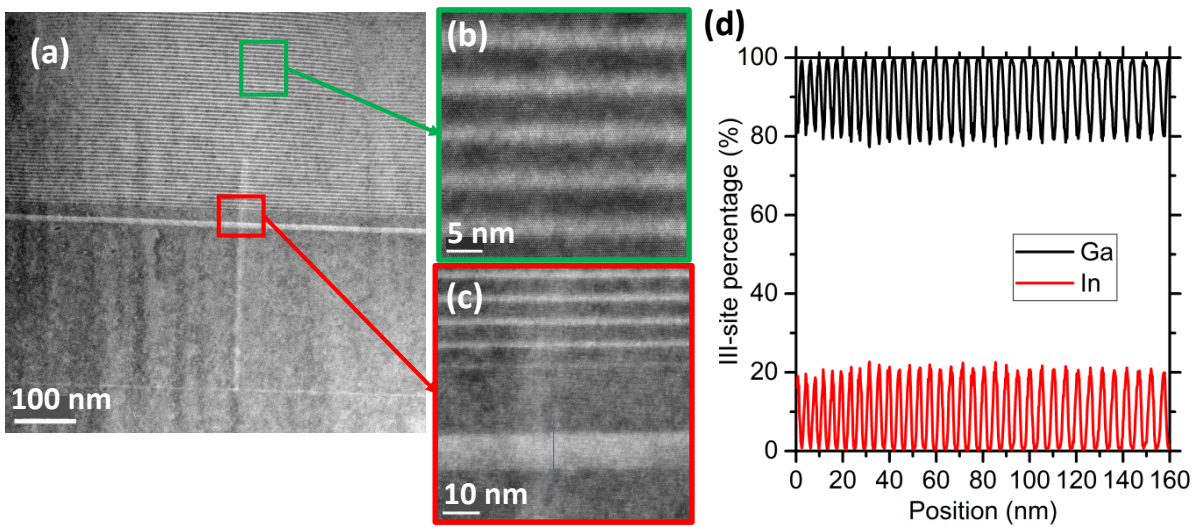 (a)
100 nm
(b)
5 nm
(c)
10 nm
(d)
III-site percentage (%)
100
80
60
40
20
0
Ga
In
0 20 40 60 80 100 120 140 160
Position (nm)